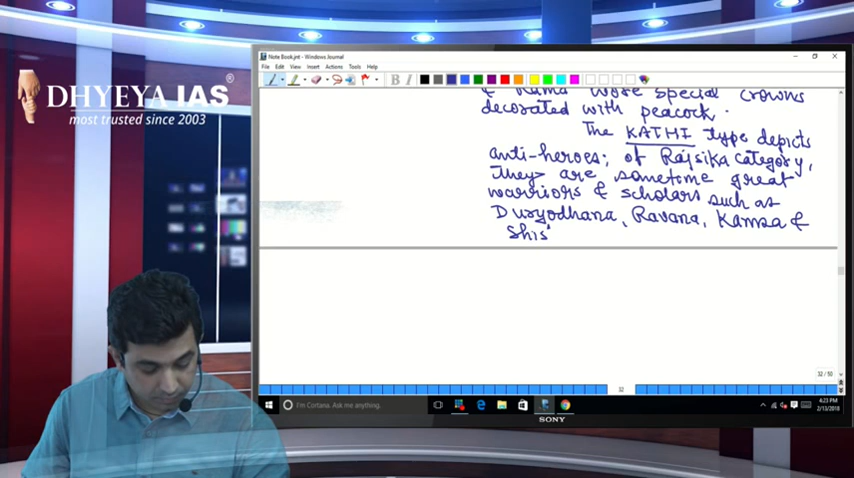 DHYEYA IAS®
most trusted since 2003
Note Book.jnt - Windows Journal
File Edit View Insert Actions Tools Help
& Rama wore special crowns
decorated with peacock.
The KATHI type depicts
anti-heroes; of Rajsika category,
They are sometome great
warriors & scholars such as
Duryodhana, Ravana, Kamsa &
Shis
32 / 50
32
I'm Cortana. Ask me anything.
4:23 PM
2/13/2018
SONY